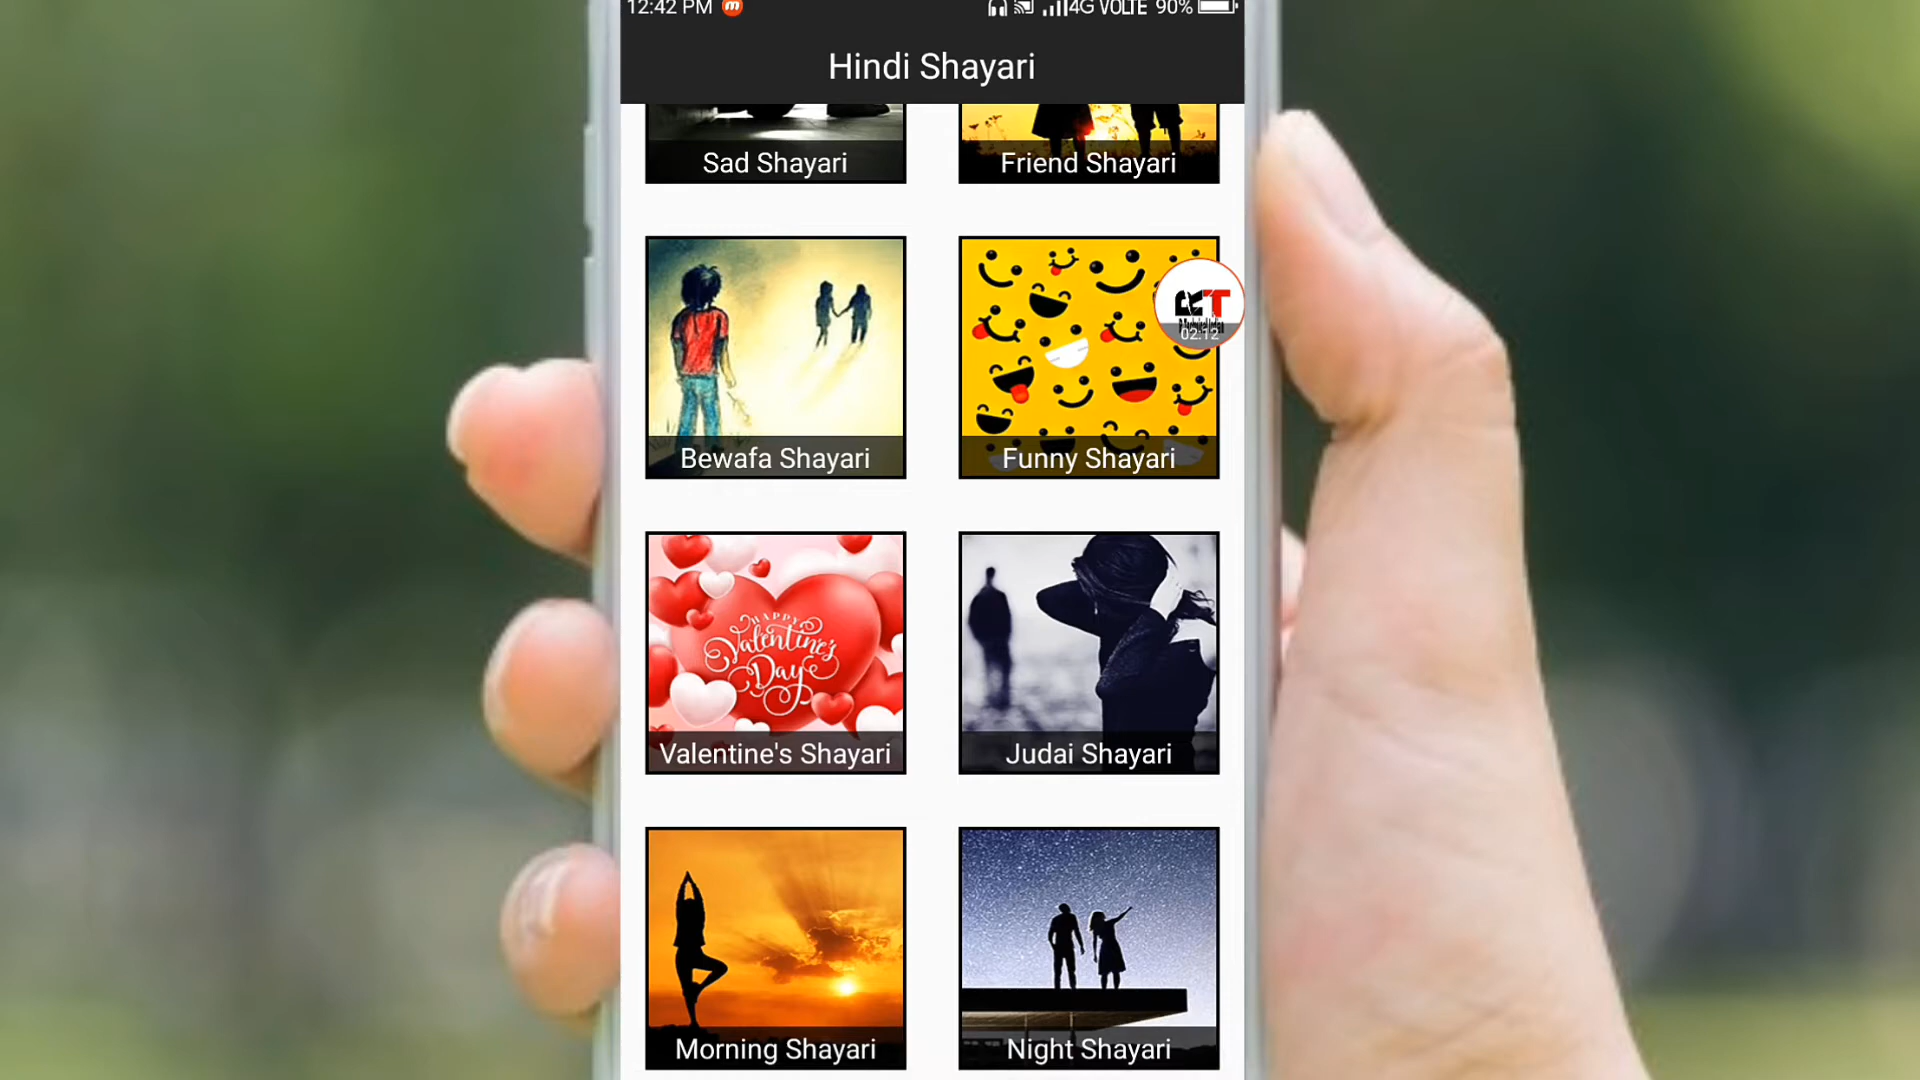 12:42 PM m 4G VOLTE 90%
Hindi Shayari
Sad Shayari Friend Shayari
RT
02:12
Bewafa Shayari Funny Shayari
HAPPY
Valentine's
Day
Valentine's Shayari Judai Shayari
Morning Shayari Night Shayari